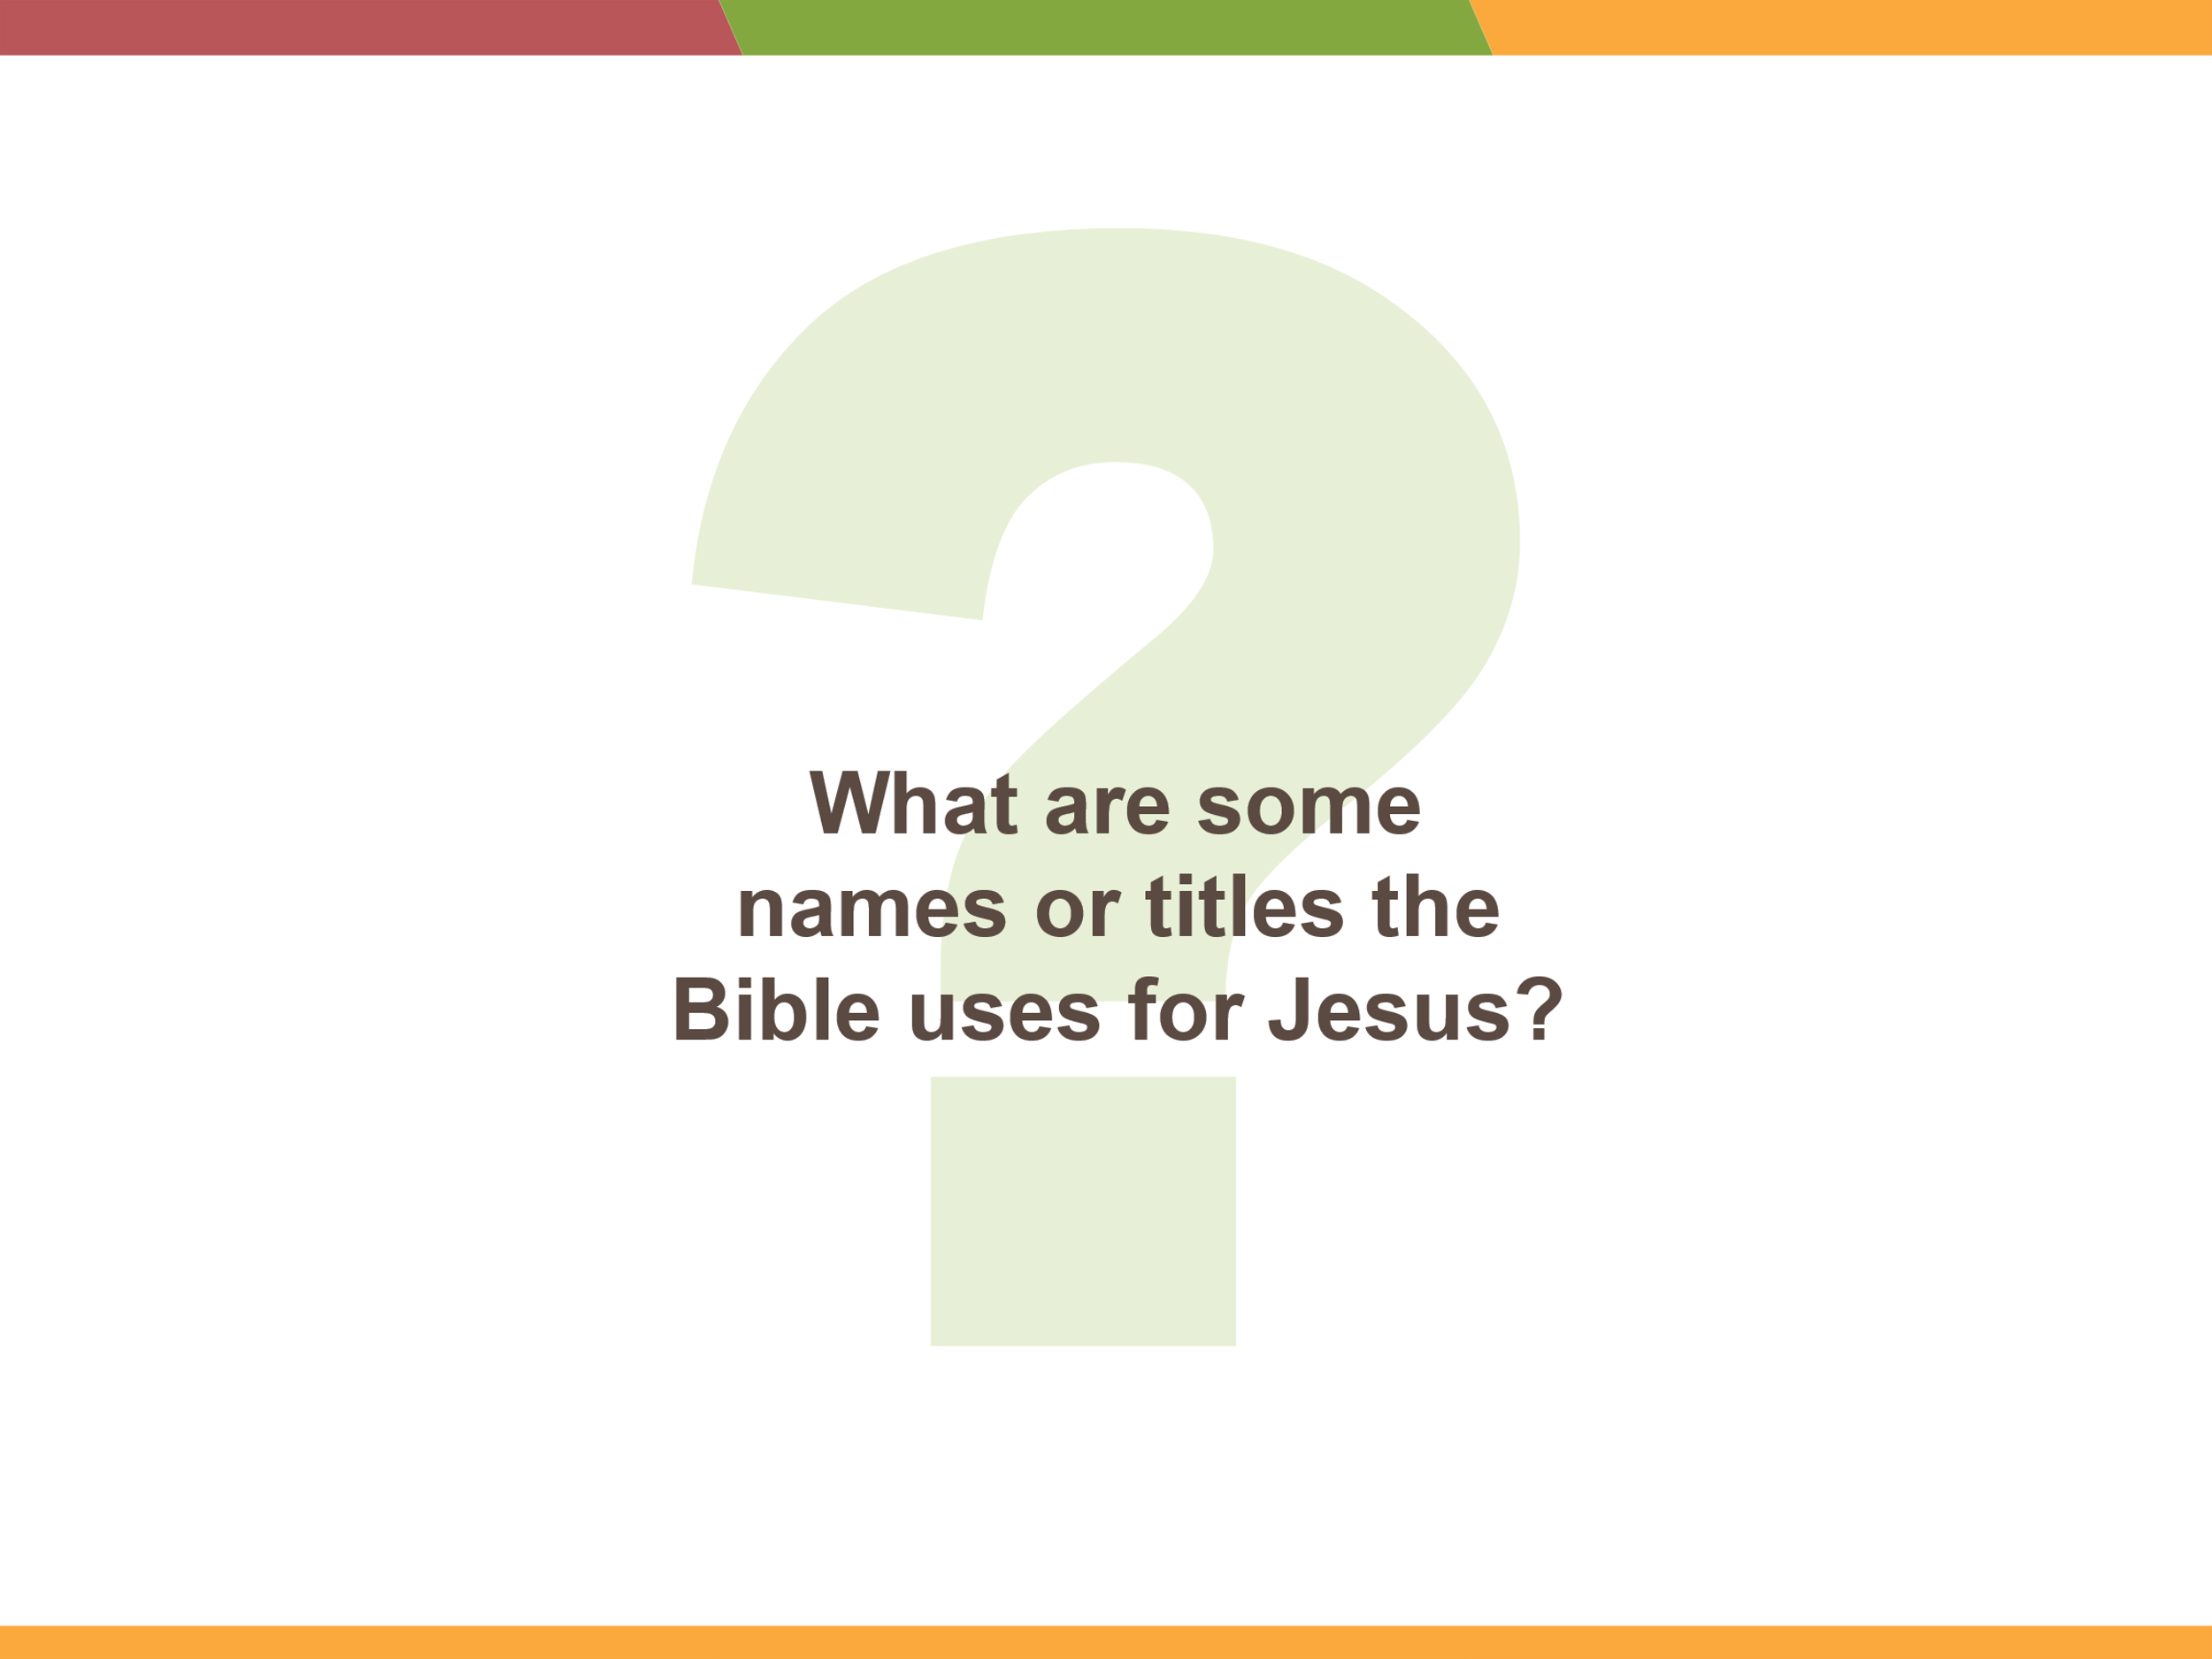 What are some
names or titles the
Bible uses for Jesus?